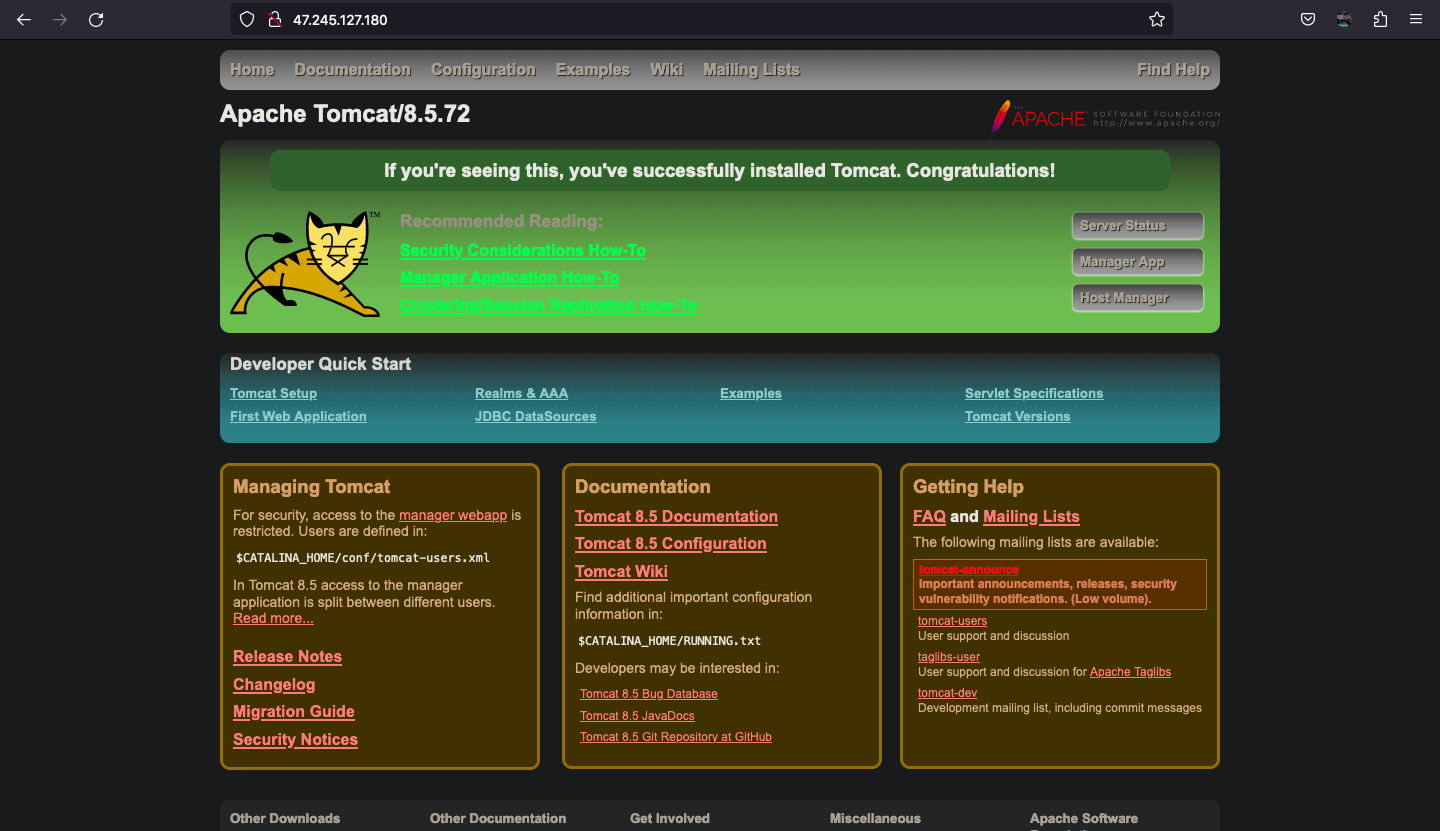 47.245.127.180
Home Documentation Configuration Examples Wiki Mailing Lists Find Help
Apache Tomcat/8.5.72
THE
APACHE™ SOFTWARE FOUNDATION
http://www.apache.org/
If you're seeing this, you've successfully installed Tomcat. Congratulations!
TM
Recommended Reading:
Security Considerations How-To
Manager Application How-To
Clustering/Session Replication How-To
Server Status
Manager App
Host Manager
Developer Quick Start
Tomcat Setup
First Web Application
Realms & AAA
JDBC DataSources
Examples
Servlet Specifications
Tomcat Versions
Managing Tomcat
For security, access to the manager webapp is
restricted. Users are defined in:
$CATALINA_HOME/conf/tomcat-users.xml
In Tomcat 8.5 access to the manager
application is split between different users.
Read more...
Release Notes
Changelog
Migration Guide
Security Notices
Documentation
Tomcat 8.5 Documentation
Tomcat 8.5 Configuration
Tomcat Wiki
Find additional important configuration
information in:
$CATALINA_HOME/RUNNING.txt
Developers may be interested in:
Tomcat 8.5 Bug Database
Tomcat 8.5 JavaDocs
Tomcat 8.5 Git Repository at GitHub
Getting Help
FAQ and Mailing Lists
The following mailing lists are available:
tomcat-announce
Important announcements, releases, security
vulnerability notifications. (Low volume).
tomcat-users
User support and discussion
taglibs-user
User support and discussion for Apache Taglibs
tomcat-dev
Development mailing list, including commit messages
Other Downloads
Other Documentation
Get Involved
Miscellaneous
Apache Software